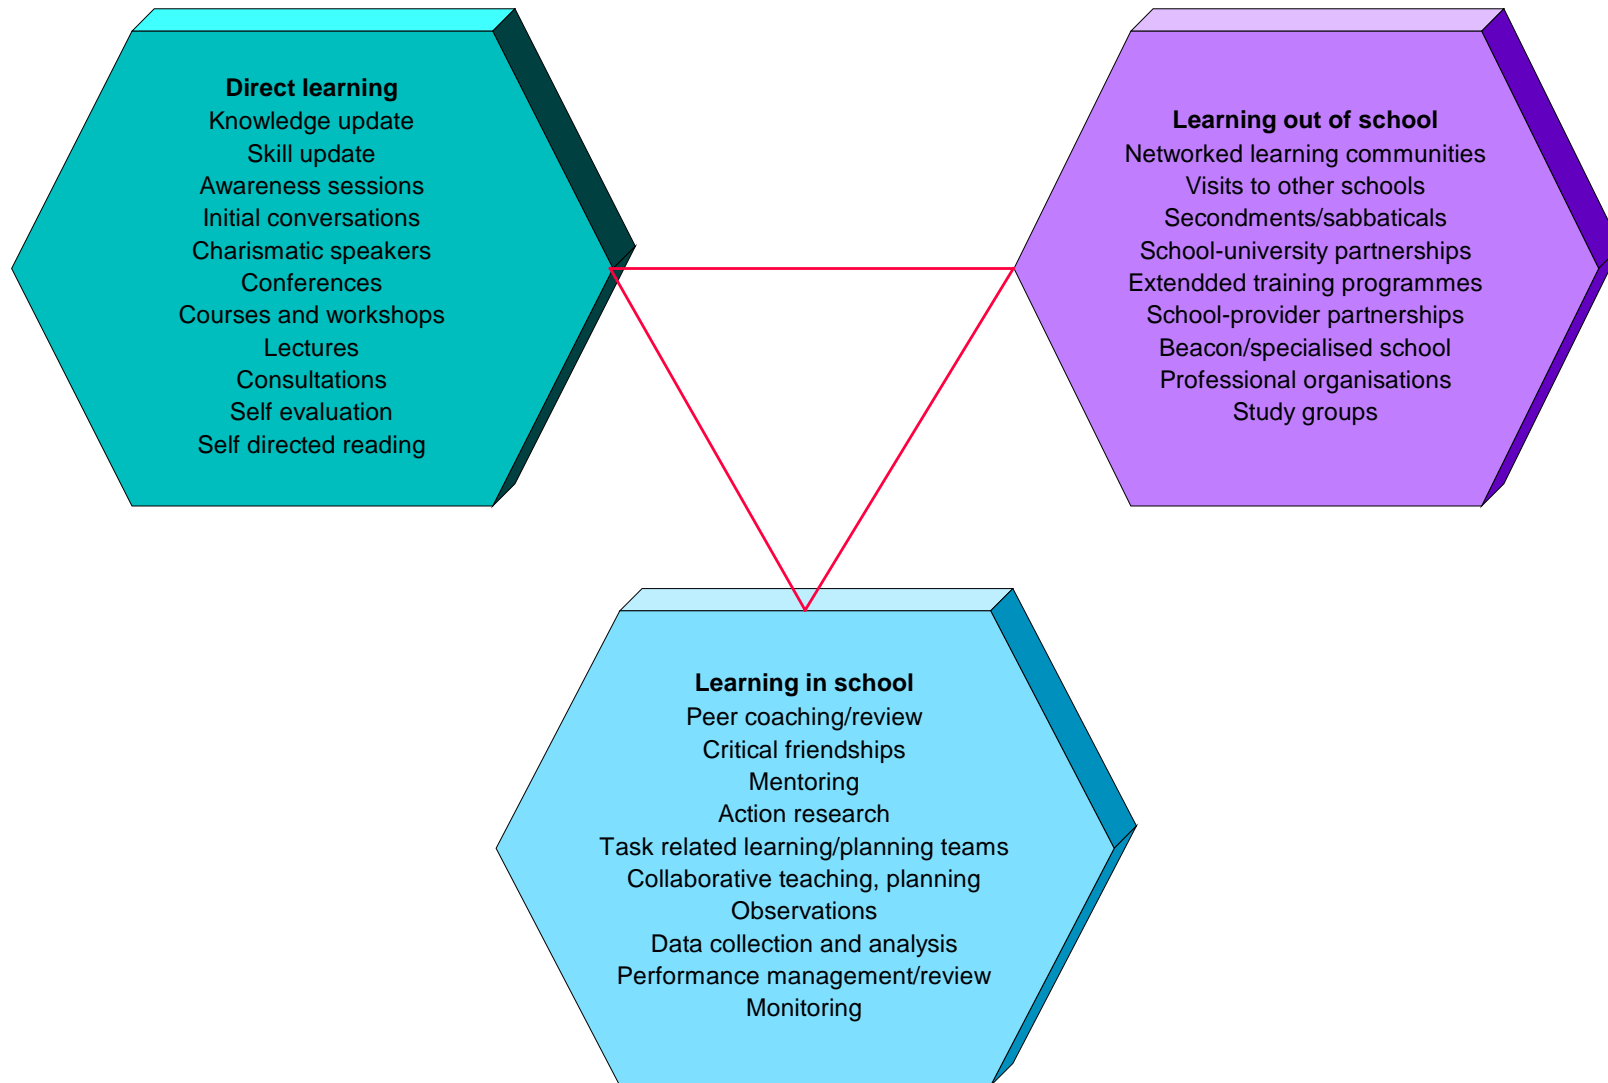 Direct learning
Knowledge update
Skill update
Awareness sessions
Initial conversations
Charismatic speakers
Conferences
Courses and workshops
Lectures
Consultations
Self evaluation
Self directed reading
Learning out of school
Networked learning communities
Visits to other schools
Secondments/sabbaticals
School-university partnerships
Extendded training programmes
School-provider partnerships
Beacon/specialised school
Professional organisations
Study groups
Learning in school
Peer coaching/review
Critical friendships
Mentoring
Action research
Task related learning/planning teams
Collaborative teaching, planning
Observations
Data collection and analysis
Performance management/review
Monitoring